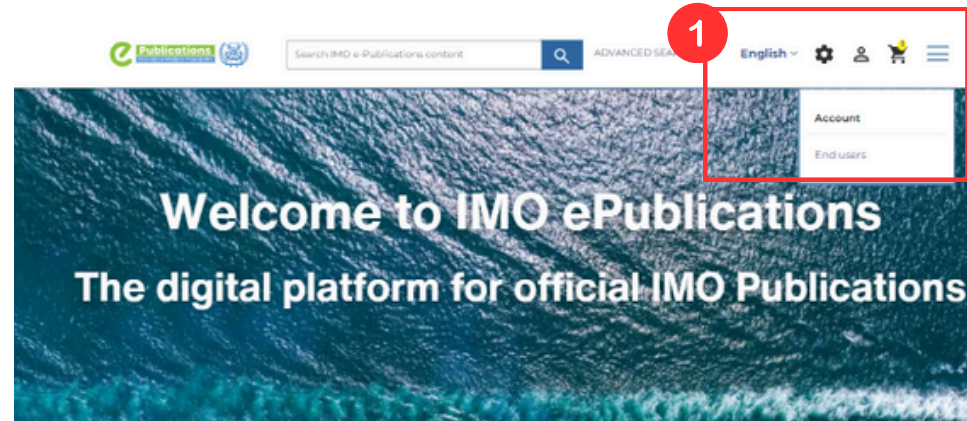 1
e Publications
Search IMO e-Publications content
ADVANCED SEA
English
Account
End users
Welcome to IMO ePublications
The digital platform for official IMO Publications